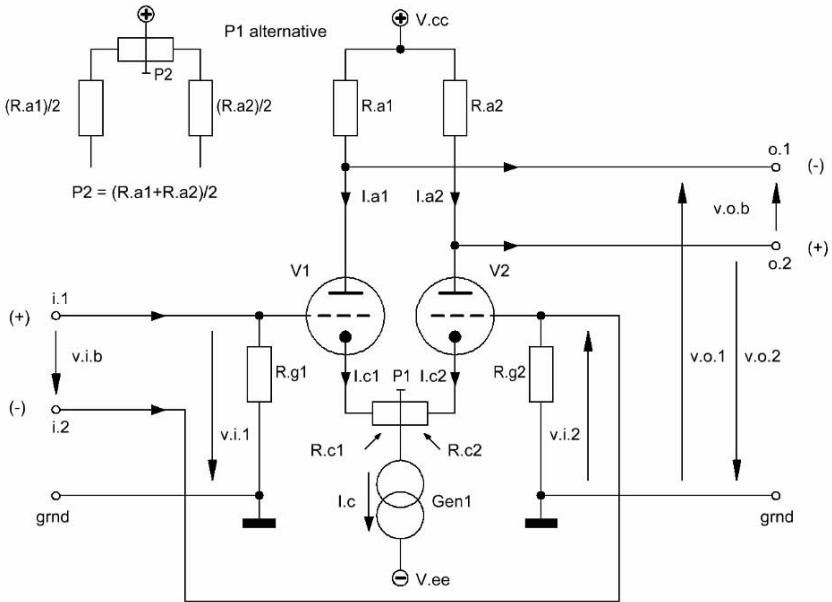 P1 alternative
V.cc
P2
(R.a1)/2
(R.a2)/2
P2 = (R.a1+R.a2)/2
R.a1
R.a2
o.1
(-)
I.a1
I.a2
v.o.b
(+)
o.2
V1
V2
i.1
(+)
v.i.b
R.g1
I.c1
P1
I.c2
R.g2
v.o.1
v.o.2
(-)
i.2
v.i.1
R.c1
R.c2
v.i.2
I.c
Gen1
grnd
grnd
V.ee